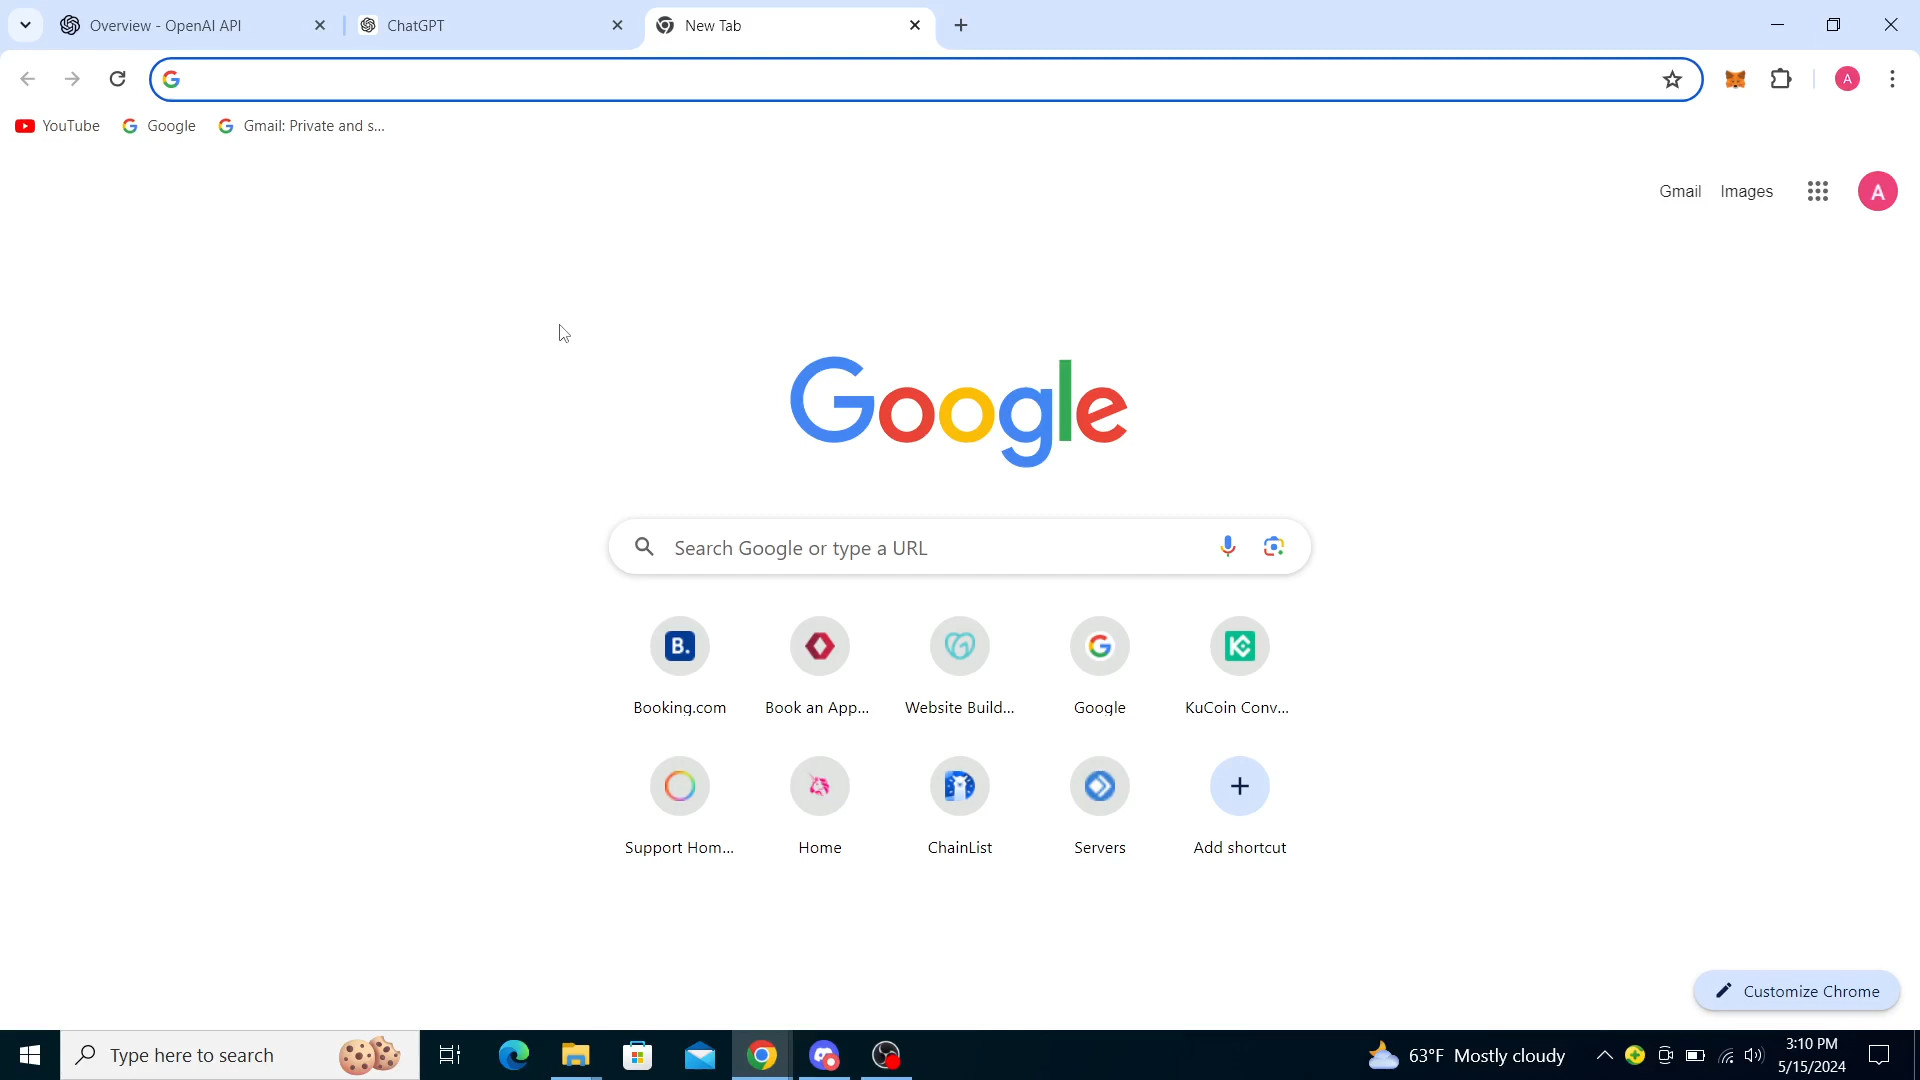 Overview - OpenAI API
ChatGPT
New Tab
A
YouTube
Google
Gmail: Private and s...
Gmail
Images
A
Google
Search Google or type a URL
B.
Booking.com
Book an App...
Website Build...
Google
KuCoin Conv...
Support Hom...
Home
ChainList
Servers
Add shortcut
Customize Chrome
Type here to search
63°F Mostly cloudy
3:10 PM
5/15/2024